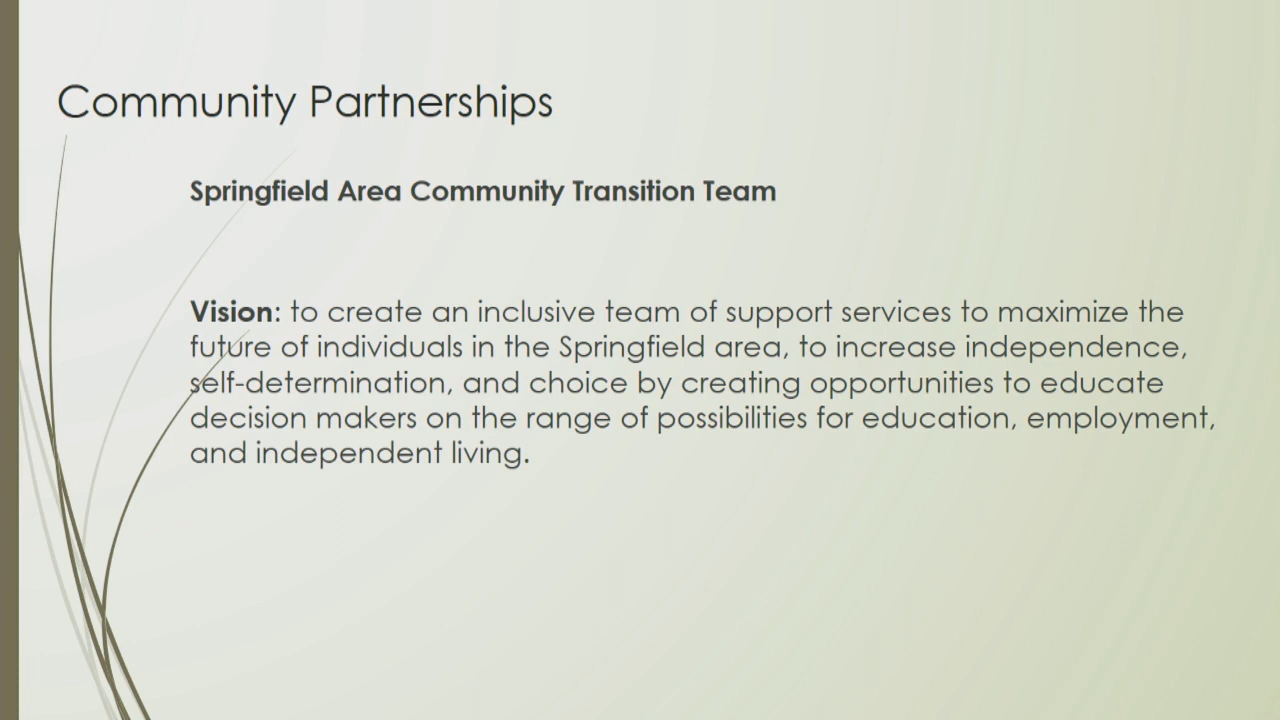 Community Partnerships
Springfield Area Community Transition Team
Vision: to create an inclusive team of support services to maximize the
future of individuals in the Springfield area, to increase independence,
self-determination, and choice by creating opportunities to educate
decision makers on the range of possibilities for education, employment,
and independent living.